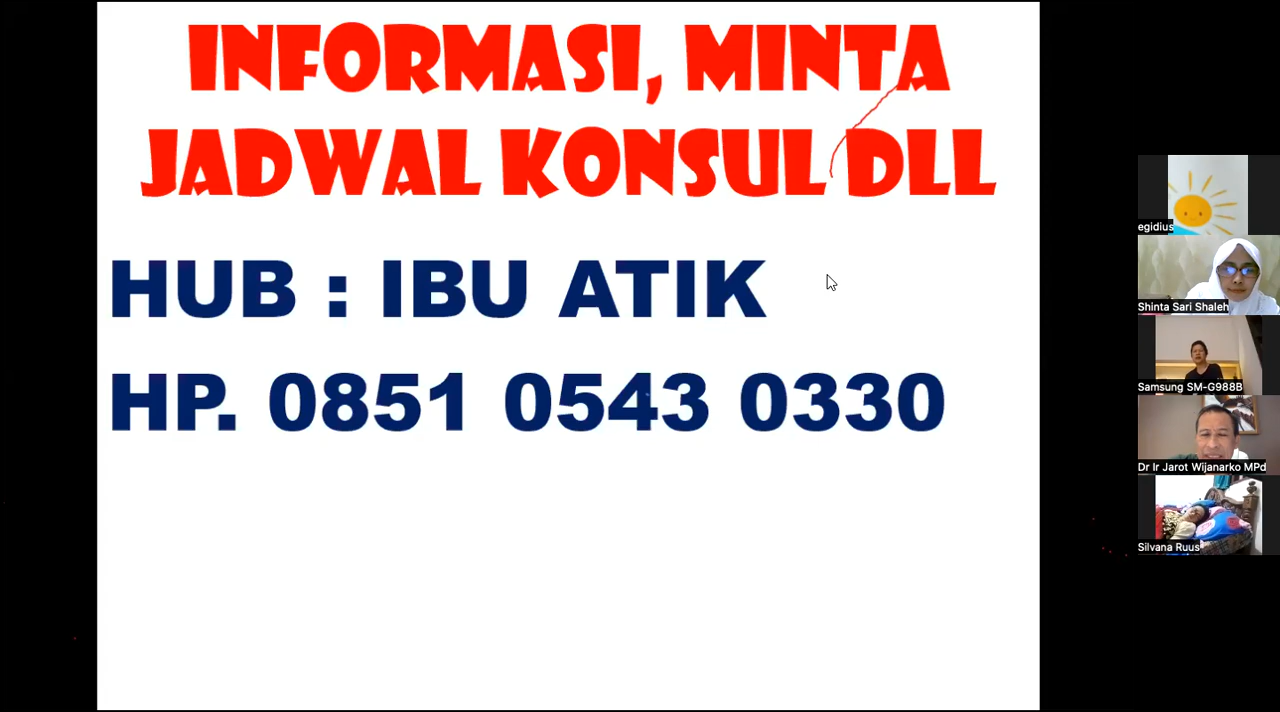 INFORMASI, MINTA
JADWAL KONSUL DLL
HUB : IBU ATIK
HP. 0851 0543 0330
egidius
Shinta Sari Shaleh
Samsung SM-G988B
Dr Ir Jarot Wijanarko MPd
Silvana Ruus